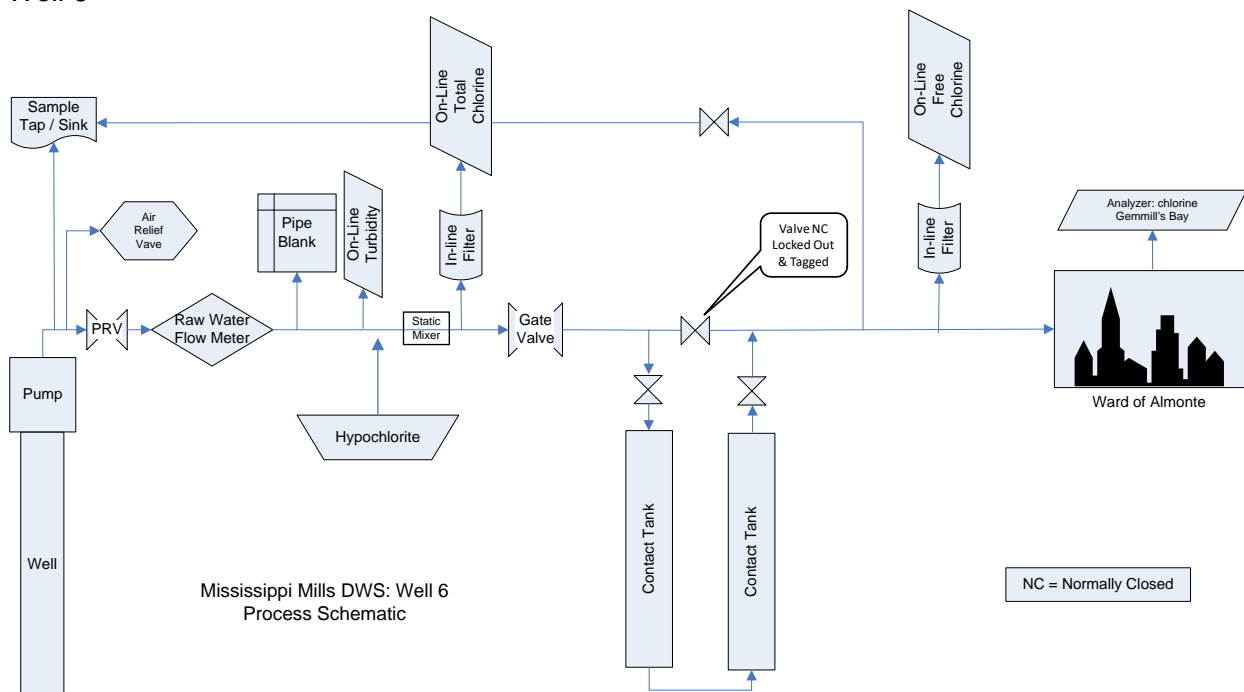 Sample
Tap / Sink
Air
Relief
Vave
PRV
Raw Water
Flow Meter
Pump
Well
Pipe
Blank
On-Line
Turbidity
On-Line
Total
Chlorine
In-line
Filter
Static
Mixer
Hypochlorite
Gate
Valve
Valve NC
Locked Out
& Tagged
Contact Tank
Contact Tank
On-Line
Free
Chlorine
In-line
Filter
Analyzer: chlorine
Gemmill's Bay
Ward of Almonte
Mississippi Mills DWS: Well 6
Process Schematic
NC = Normally Closed